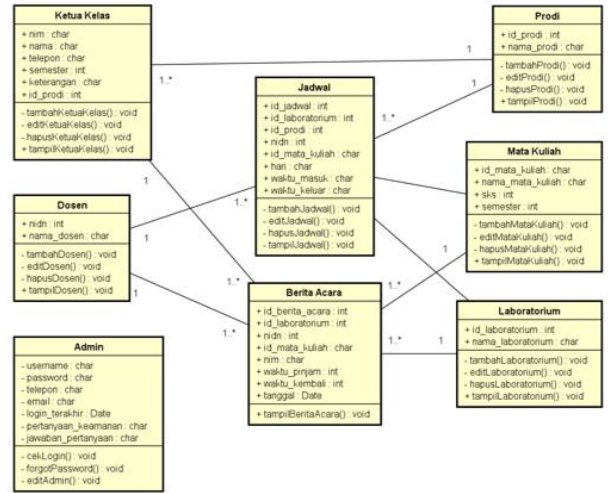 Ketua Kelas
+ nim : char
+ nama : char
+ telepon : char
+ semester : int
+ keterangan : char
+ id_prodi : int
- tambahKetuaKelas() : void
- editKetuaKelas() : void
- hapusKetuaKelas() : void
+ tampilKetuaKelas() : void
Prodi
+ id_prodi : int
+ nama_prodi : char
- tambahProdi() : void
- editProdi() : void
- hapusProdi() : void
+ tampilProdi() : void
1
1..*
1
1..*
Jadwal
+ id_jadwal : int
+ id_laboratorium : int
+ id_prodi : int
+ nidn : int
+ id_mata_kuliah : char
+ hari : char
+ waktu_masuk : char
+ waktu_keluar : char
- tambahJadwal() : void
- editJadwal() : void
- hapusJadwal() : void
+ tampilJadwal() : void
Mata Kuliah
+ id_mata_kuliah : char
+ nama_mata_kuliah : char
+ sks : int
+ semester : int
- tambahMataKuliah() : void
- editMataKuliah() : void
- hapusMataKuliah() : void
+ tampilMataKuliah() : void
1
1..*
Dosen
+ nidn : int
+ nama_dosen : char
- tambahDosen() : void
- editDosen() : void
- hapusDosen() : void
+ tampilDosen() : void
1
1
1..*
1..*
1
1..*
Berita Acara
+ id_berita_acara : int
+ id_laboratorium : int
+ nidn : int
+ id_mata_kuliah : char
+ nim : char
+ waktu_pinjam : int
+ waktu_kembali : int
+ tanggal : Date
+ tampilBeritaAcara() : void
1..*
1
Laboratorium
+ id_laboratorium : int
+ nama_laboratorium : char
- tambahLaboratorium() : void
- editLaboratorium() : void
- hapusLaboratorium() : void
+ tampilLaboratorium() : void
Admin
- username : char
- password : char
- telepon : char
- email : char
- login_terakhir : Date
- pertanyaan_keamanan : char
- jawaban_pertanyaan : char
- cekLogin() : void
- forgotPassword() : void
- editAdmin() : void